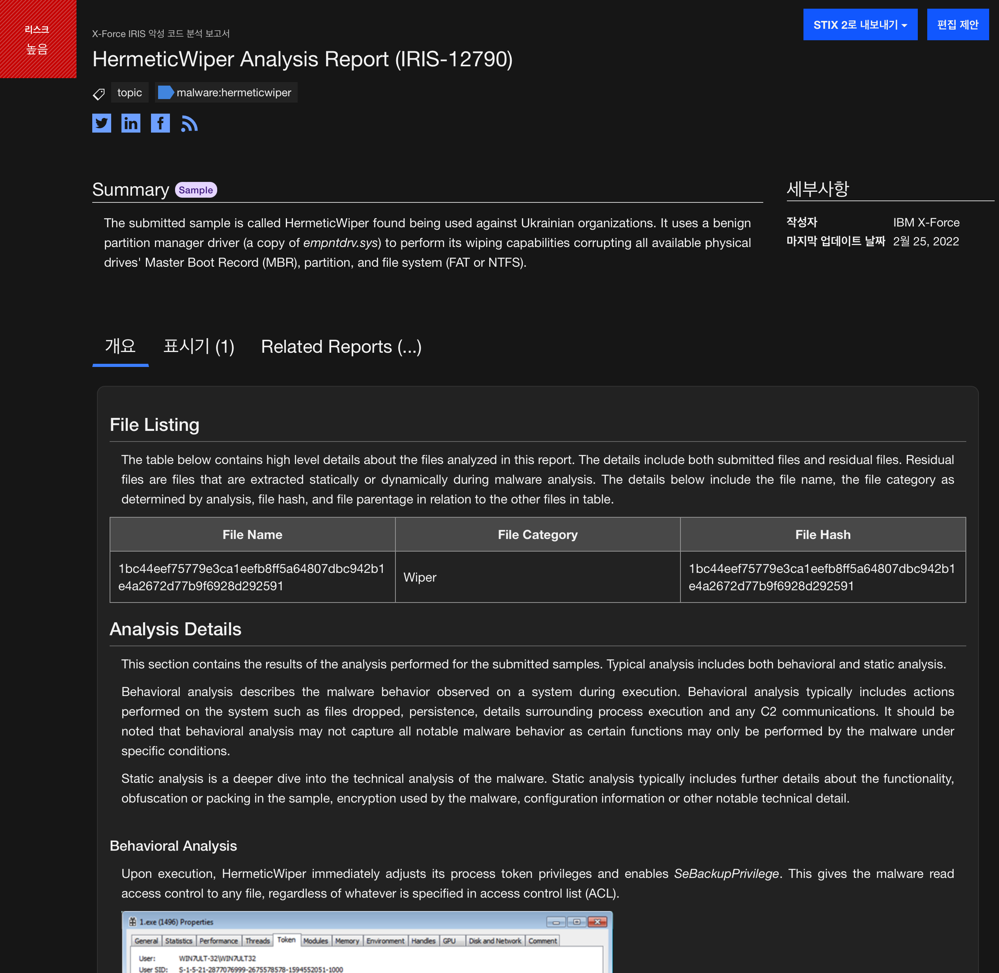 리스크
높음
X-Force IRIS 악성 코드 분석 보고서
STIX 2로 내보내기
편집 제안
HermeticWiper Analysis Report (IRIS-12790)
topic
malware:hermeticwiper
Summary Sample
The submitted sample is called HermeticWiper found being used against Ukrainian organizations. It uses a benign
partition manager driver (a copy of empntdrv.sys) to perform its wiping capabilities corrupting all available physical
drives' Master Boot Record (MBR), partition, and file system (FAT or NTFS).
세부사항
작성자 IBM X-Force
마지막 업데이트 날짜 2월 25, 2022
개요 표시기 (1) Related Reports (...)
File Listing
The table below contains high level details about the files analyzed in this report. The details include both submitted files and residual files. Residual
files are files that are extracted statically or dynamically during malware analysis. The details below include the file name, the file category as
determined by analysis, file hash, and file parentage in relation to the other files in table.
File Name File Category File Hash
1bc44eef75779e3ca1eefb8ff5a64807dbc942b1
e4a2672d77b9f6928d292591
Wiper
1bc44eef75779e3ca1eefb8ff5a64807dbc942b1
e4a2672d77b9f6928d292591
Analysis Details
This section contains the results of the analysis performed for the submitted samples. Typical analysis includes both behavioral and static analysis.
Behavioral analysis describes the malware behavior observed on a system during execution. Behavioral analysis typically includes actions
performed on the system such as files dropped, persistence, details surrounding process execution and any C2 communications. It should be
noted that behavioral analysis may not capture all notable malware behavior as certain functions may only be performed by the malware under
specific conditions.
Static analysis is a deeper dive into the technical analysis of the malware. Static analysis typically includes further details about the functionality,
obfuscation or packing in the sample, encryption used by the malware, configuration information or other notable technical detail.
Behavioral Analysis
Upon execution, HermeticWiper immediately adjusts its process token privileges and enables SeBackupPrivilege. This gives the malware read
access control to any file, regardless of whatever is specified in access control list (ACL).
1.exe (1496) Properties
General Statistics Performance Threads Token Modules Memory Environment Handles GPU Disk and Network Comment
User: WIN7ULT-32\WIN7ULT32
User SID: S-1-5-21-2877076999-2675578578-1594552051-1000